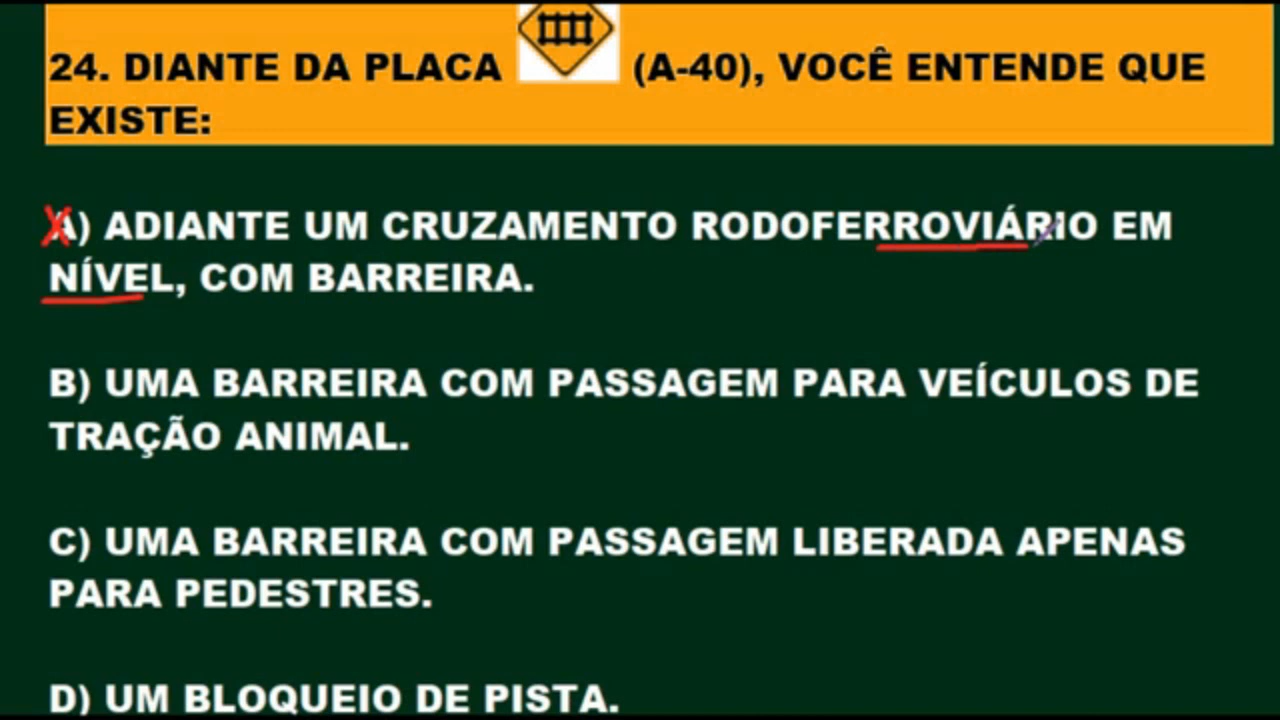 24. DIANTE DA PLACA (A-40), VOCÊ ENTENDE QUE
EXISTE:
A) ADIANTE UM CRUZAMENTO RODOFERROVIÁRIO EM
NÍVEL, COM BARREIRA.
B) UMA BARREIRA COM PASSAGEM PARA VEÍCULOS DE
TRAÇÃO ANIMAL.
C) UMA BARREIRA COM PASSAGEM LIBERADA APENAS
PARA PEDESTRES.
D) UM BLOQUEIO DE PISTA.